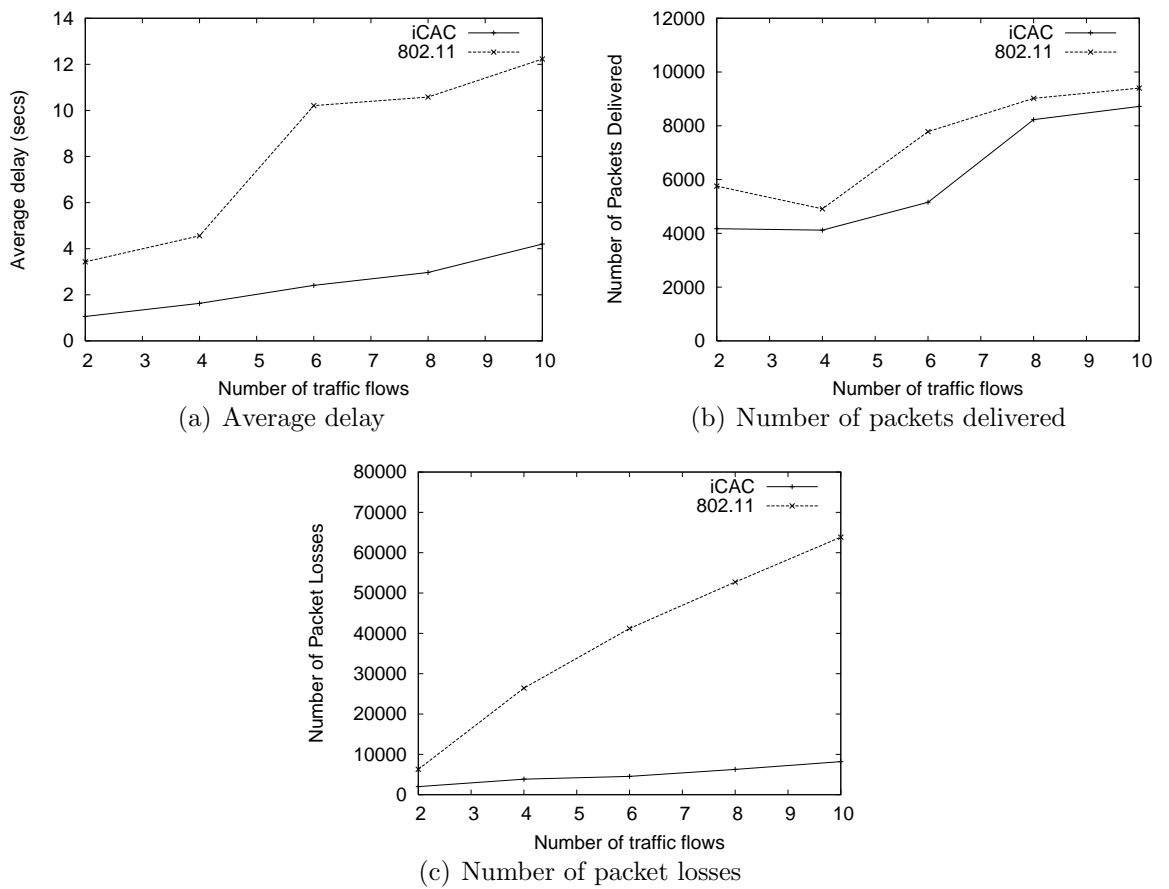 14
12
10
8
6
4
2
0
2 3 4 5 6 7 8 9 10
Average delay (secs)
Number of traffic flows
iCAC
802.11
(a) Average delay
12000
10000
8000
6000
4000
2000
0
2 3 4 5 6 7 8 9 10
Number of Packets Delivered
Number of traffic flows
iCAC
802.11
(b) Number of packets delivered
80000
70000
60000
50000
40000
30000
20000
10000
0
2 3 4 5 6 7 8 9 10
Number of Packet Losses
Number of traffic flows
iCAC
802.11
(c) Number of packet losses